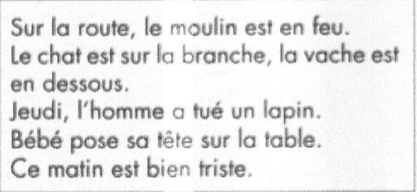 Sur la route, le moulin est en feu.
Le chat est sur la branche, la vache est
en dessous.
Jeudi, l'homme a tué un lapin.
Bébé pose sa tête sur la table.
Ce matin est bien triste.